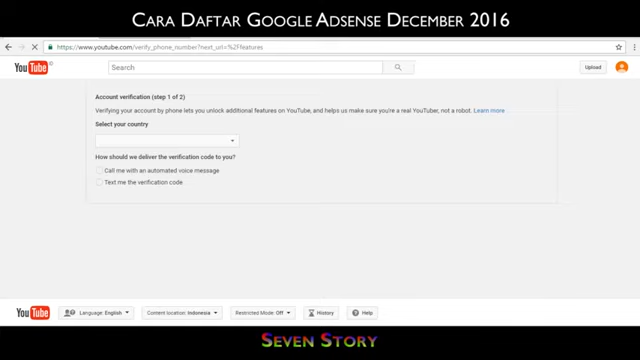 CARA DAFTAR GOOGLE ADSENSE DECEMBER 2016
https://www.youtube.com/verify_phone_number?next_url=%2Ffeatures
YouTube Search Upload
Account verification (step 1 of 2)
Verifying your account by phone lets you unlock additional features on YouTube, and helps us make sure you're a real YouTuber, not a robot. Learn more
Select your country
How should we deliver the verification code to you?
Call me with an automated voice message
Text me the verification code
YouTube Language: English Content location: Indonesia Restricted Mode: Off History Help
SEVEN STORY